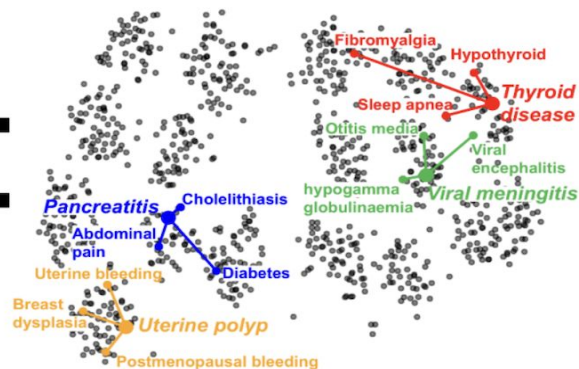 Fibromyalgia
Hypothyroid
Thyroid
disease
Sleep apnea
Otitis media
Viral
encephalitis
hypogamma
globulinaemia
Viral meningitis
Pancreatitis
Cholelithiasis
Abdominal
pain
Diabetes
Uterine bleeding
Breast
dysplasia
Uterine polyp
Postmenopausal bleeding